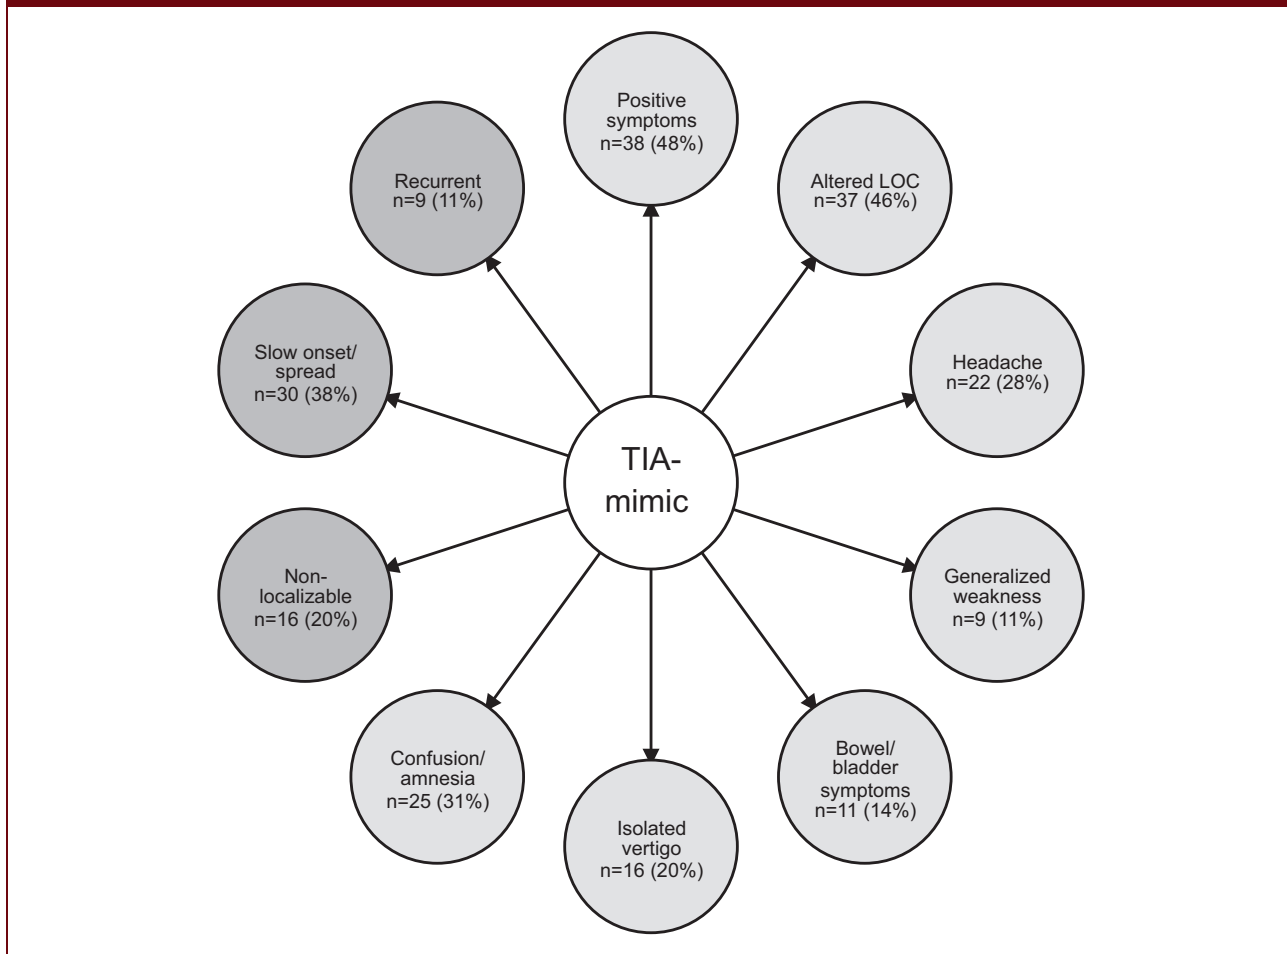 Positive
symptoms
n=38 (48%)
Altered LOC
n=37 (46%)
Headache
n=22 (28%)
Generalized
weakness
n=9 (11%)
Bowel/
bladder
symptoms
n=11 (14%)
Isolated
vertigo
n=16 (20%)
Confusion/
amnesia
n=25 (31%)
Non-
localizable
n=16 (20%)
Slow onset/
spread
n=30 (38%)
Recurrent
n=9 (11%)
TIA-
mimic